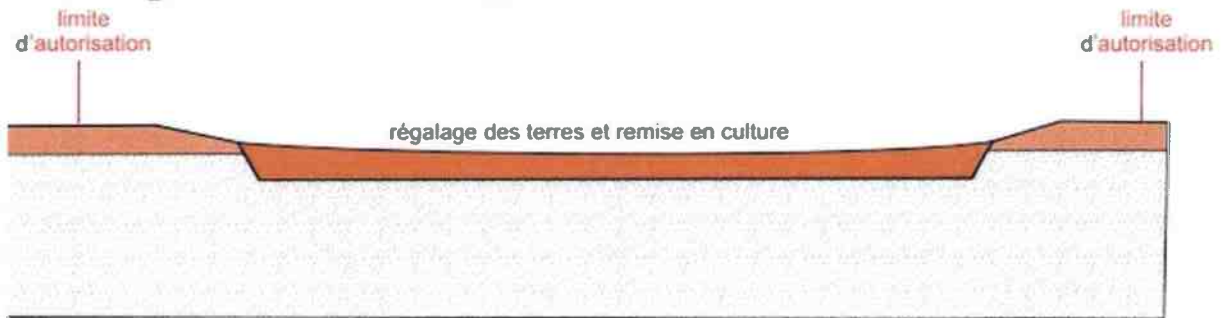 limite
d'autorisation
limite
d'autorisation
régalage des terres et remise en culture